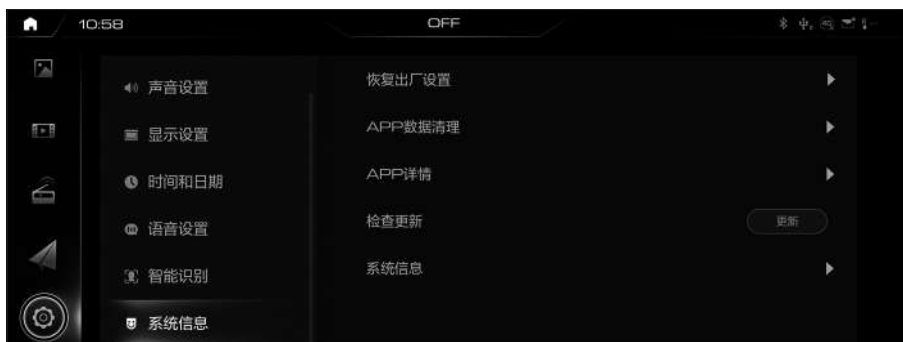 10:58
OFF
声音设置
显示设置
时间和日期
语音设置
智能识别
系统信息
恢复出厂设置
APP数据清理
APP详情
检查更新
更新
系统信息